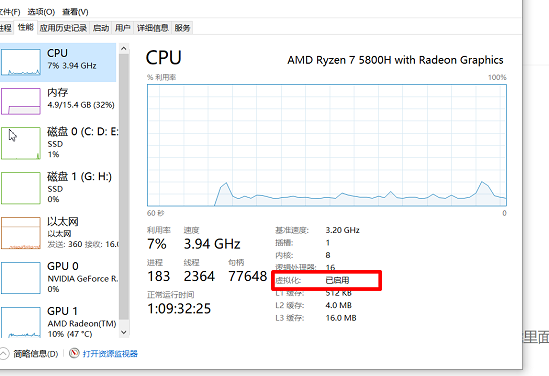 文件(F) 选项(O) 查看(V)
进程 性能 应用历史记录 启动 用户 详细信息 服务
CPU
7% 3.94 GHz
内存
4.9/15.4 GB (32%)
磁盘 0 (C: D: E:
SSD
1%
磁盘 1 (G: H:)
SSD
0%
以太网
以太网
发送: 360 接收: 16.0
GPU 0
NVIDIA GeForce R
0%
GPU 1
AMD Radeon(TM)
10% (47 °C)
CPU
AMD Ryzen 7 5800H with Radeon Graphics
% 利用率
100%
60 秒
0
利用率 速度
7% 3.94 GHz
进程 线程 句柄
183 2364 77648
正常运行时间
1:09:32:25
基准速度: 3.20 GHz
插槽: 1
内核: 8
逻辑处理器: 16
虚拟化: 已启用
L1 缓存: 512 KB
L2 缓存: 4.0 MB
L3 缓存: 16.0 MB
简略信息(D) 打开资源监视器
里面